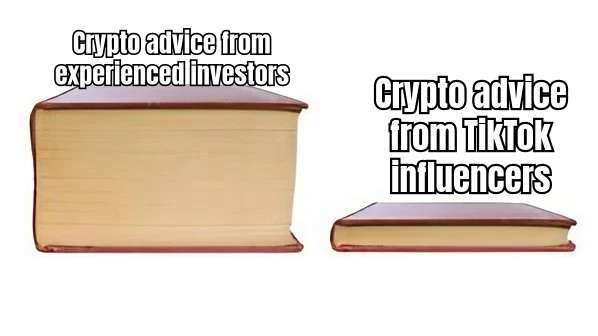 Crypto advice from
experienced investors
Crypto advice
from TikTok
influencers